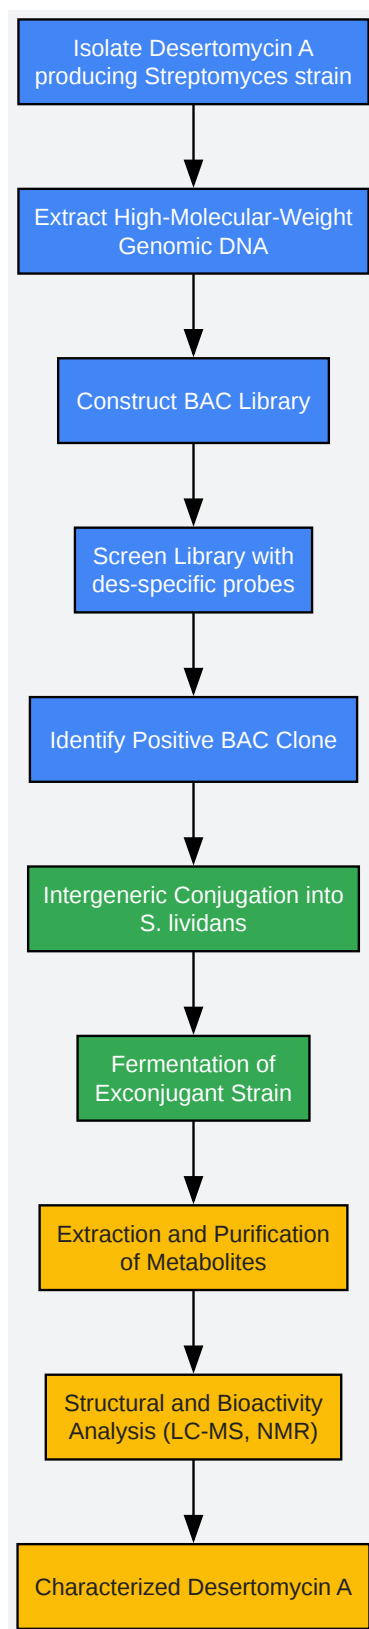 Isolate Desertomycin A
producing Streptomyces strain
Extract High-Molecular-Weight
Genomic DNA
Construct BAC Library
Screen Library with
des-specific probes
Identify Positive BAC Clone
Intergeneric Conjugation into
S. lividans
Fermentation of
Exconjugant Strain
Extraction and Purification
of Metabolites
Structural and Bioactivity
Analysis (LC-MS, NMR)
Characterized Desertomycin A